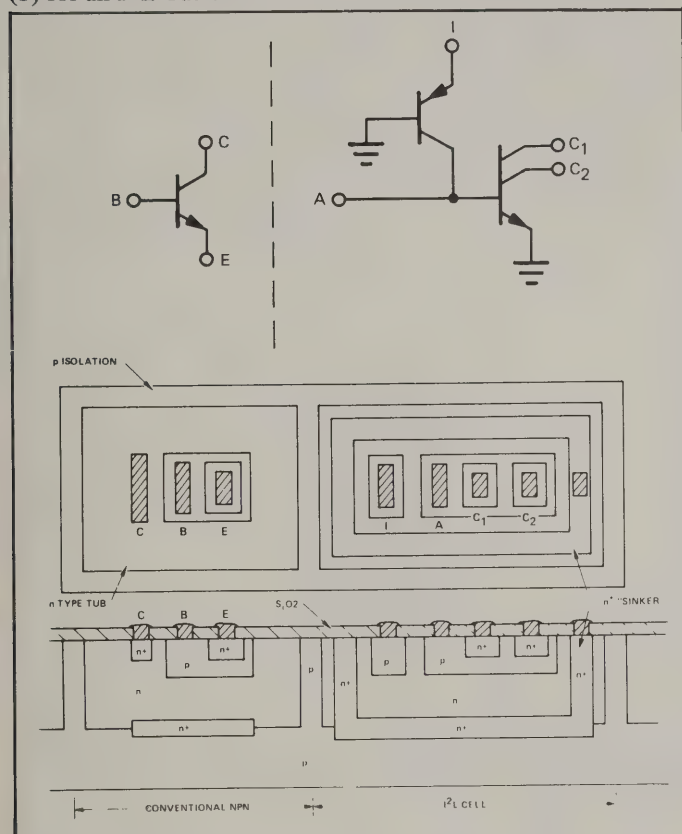 I
C
B
E
A
C1
C2
p ISOLATION
C B E
I A C1 C2
n TYPE TUB
SiO2
n+ "SINKER
C B E
n+ p n+ n n+
p
n+ p p n+ n+ n n+ n+
p
CONVENTIONAL NPN
I²L CELL